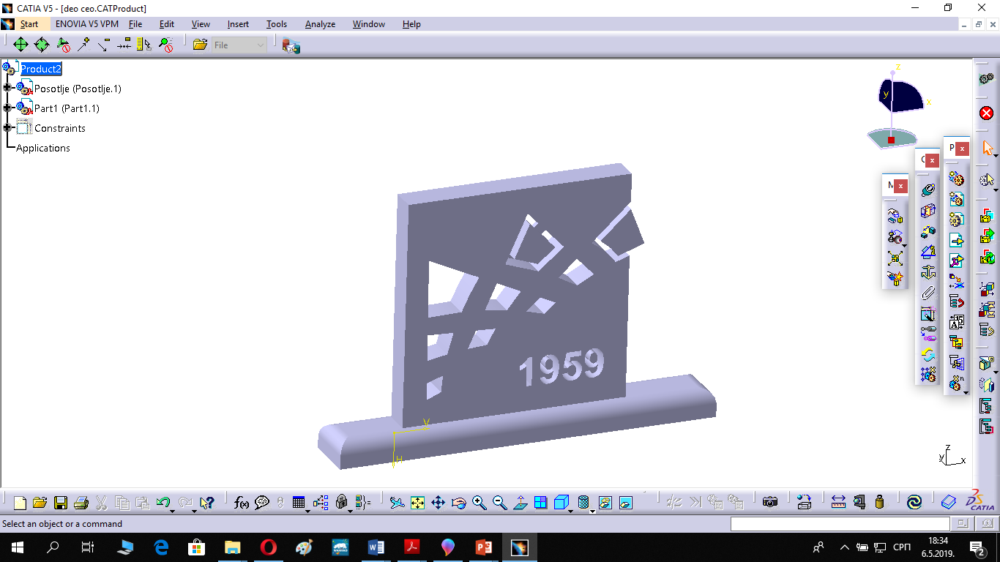 CATIA V5 - [deo ceo.CATProduct]
Start ENOVIA V5 VPM File Edit View Insert Tools Analyze Window Help
File
Product2
Posotlje (Posotlje.1)
Part1 (Part1.1)
Constraints
Applications
z
y
x
P
M
1959
V
H
z
y
x
f(x)
CATIA
Select an object or a command
СРП
18:34
6.5.2019.
2